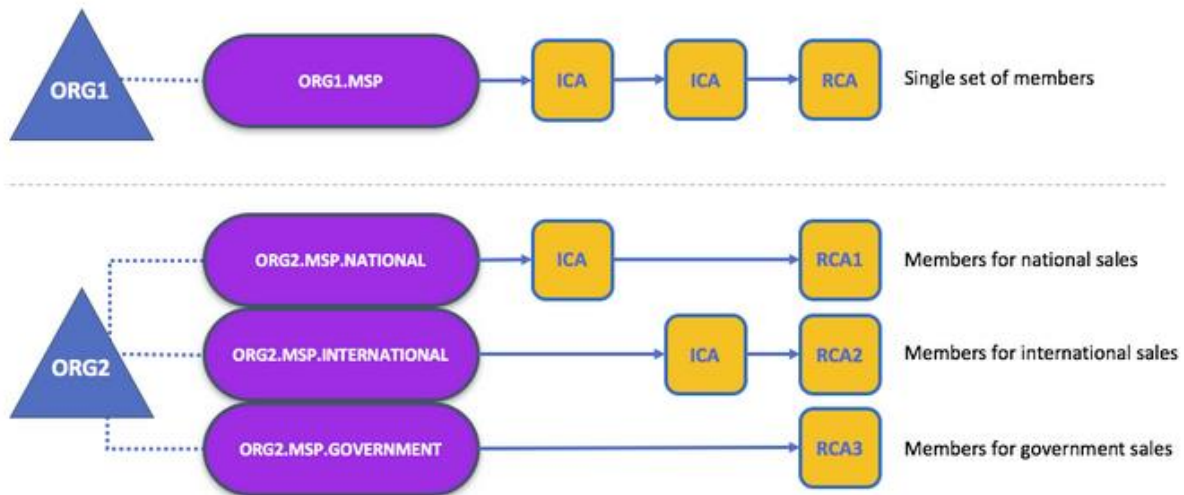 ORG1
ORG1.MSP
ICA
ICA
RCA
Single set of members
ORG2
ORG2.MSP.NATIONAL
ICA
RCA1
Members for national sales
ORG2.MSP.INTERNATIONAL
ICA
RCA2
Members for international sales
ORG2.MSP.GOVERNMENT
RCA3
Members for government sales